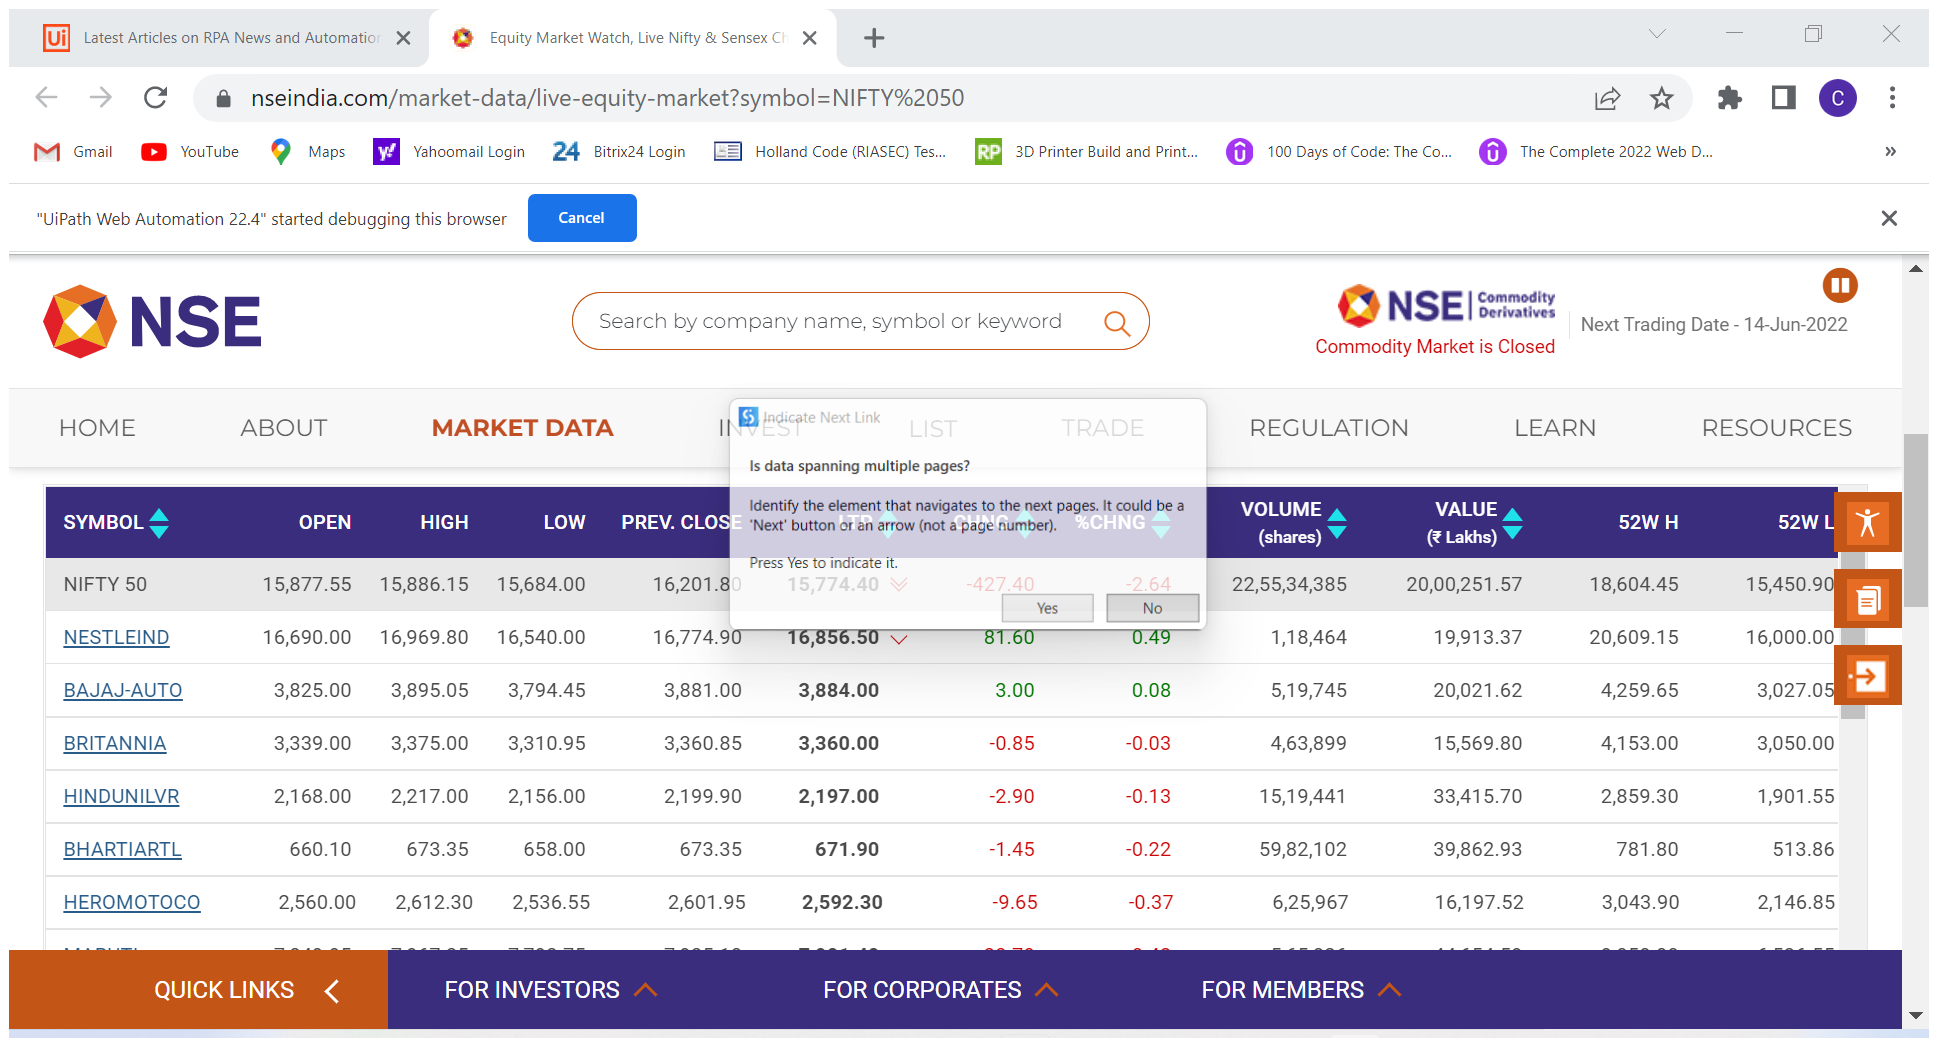 Latest Articles on RPA News and Automation
Equity Market Watch, Live Nifty & Sensex Ch
nseindia.com/market-data/live-equity-market?symbol=NIFTY%2050
C
Gmail YouTube Maps Yahoomail Login 24 Bitrix24 Login Holland Code (RIASEC) Tes... RP 3D Printer Build and Print... 100 Days of Code: The Co... The Complete 2022 Web D... »
"UiPath Web Automation 22.4" started debugging this browser Cancel
NSE
Search by company name, symbol or keyword
NSE Commodity Derivatives
Commodity Market is Closed
Next Trading Date - 14-Jun-2022
HOME ABOUT MARKET DATA INVEST LIST TRADE REGULATION LEARN RESOURCES
Indicate Next Link
Is data spanning multiple pages?
Identify the element that navigates to the next pages. It could be a
'Next' button or an arrow (not a page number).
Press Yes to indicate it.
Yes No
SYMBOL OPEN HIGH LOW PREV. CLOSE LTP CHNG %CHNG VOLUME (shares) VALUE (₹ Lakhs) 52W H 52W L
NIFTY 50 15,877.55 15,886.15 15,684.00 16,201.80 15,774.40 -427.40 -2.64 22,55,34,385 20,00,251.57 18,604.45 15,450.90
NESTLEIND 16,690.00 16,969.80 16,540.00 16,774.90 16,856.50 81.60 0.49 1,18,464 19,913.37 20,609.15 16,000.00
BAJAJ-AUTO 3,825.00 3,895.05 3,794.45 3,881.00 3,884.00 3.00 0.08 5,19,745 20,021.62 4,259.65 3,027.05
BRITANNIA 3,339.00 3,375.00 3,310.95 3,360.85 3,360.00 -0.85 -0.03 4,63,899 15,569.80 4,153.00 3,050.00
HINDUNILVR 2,168.00 2,217.00 2,156.00 2,199.90 2,197.00 -2.90 -0.13 15,19,441 33,415.70 2,859.30 1,901.55
BHARTIARTL 660.10 673.35 658.00 673.35 671.90 -1.45 -0.22 59,82,102 39,862.93 781.80 513.86
HEROMOTOCO 2,560.00 2,612.30 2,536.55 2,601.95 2,592.30 -9.65 -0.37 6,25,967 16,197.52 3,043.90 2,146.85
QUICK LINKS FOR INVESTORS FOR CORPORATES FOR MEMBERS